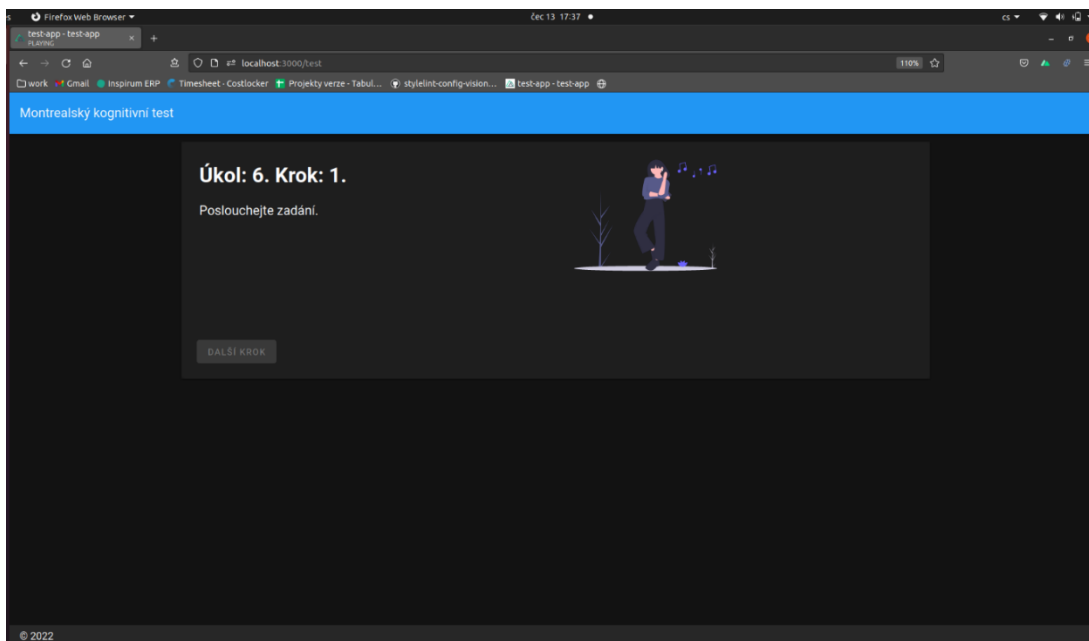 Firefox Web Browser
čec 13 17:37
cs
test-app - test-app
PLAYING
localhost:3000/test
110%
work
Gmail
Inspirum ERP
Timesheet - Costlocker
Projekty verze - Tabul...
stylelint-config-vision...
test-app - test-app
Montrealský kognitivní test
Úkol: 6. Krok: 1.
Poslouchejte zadání.
DALŠÍ KROK
© 2022